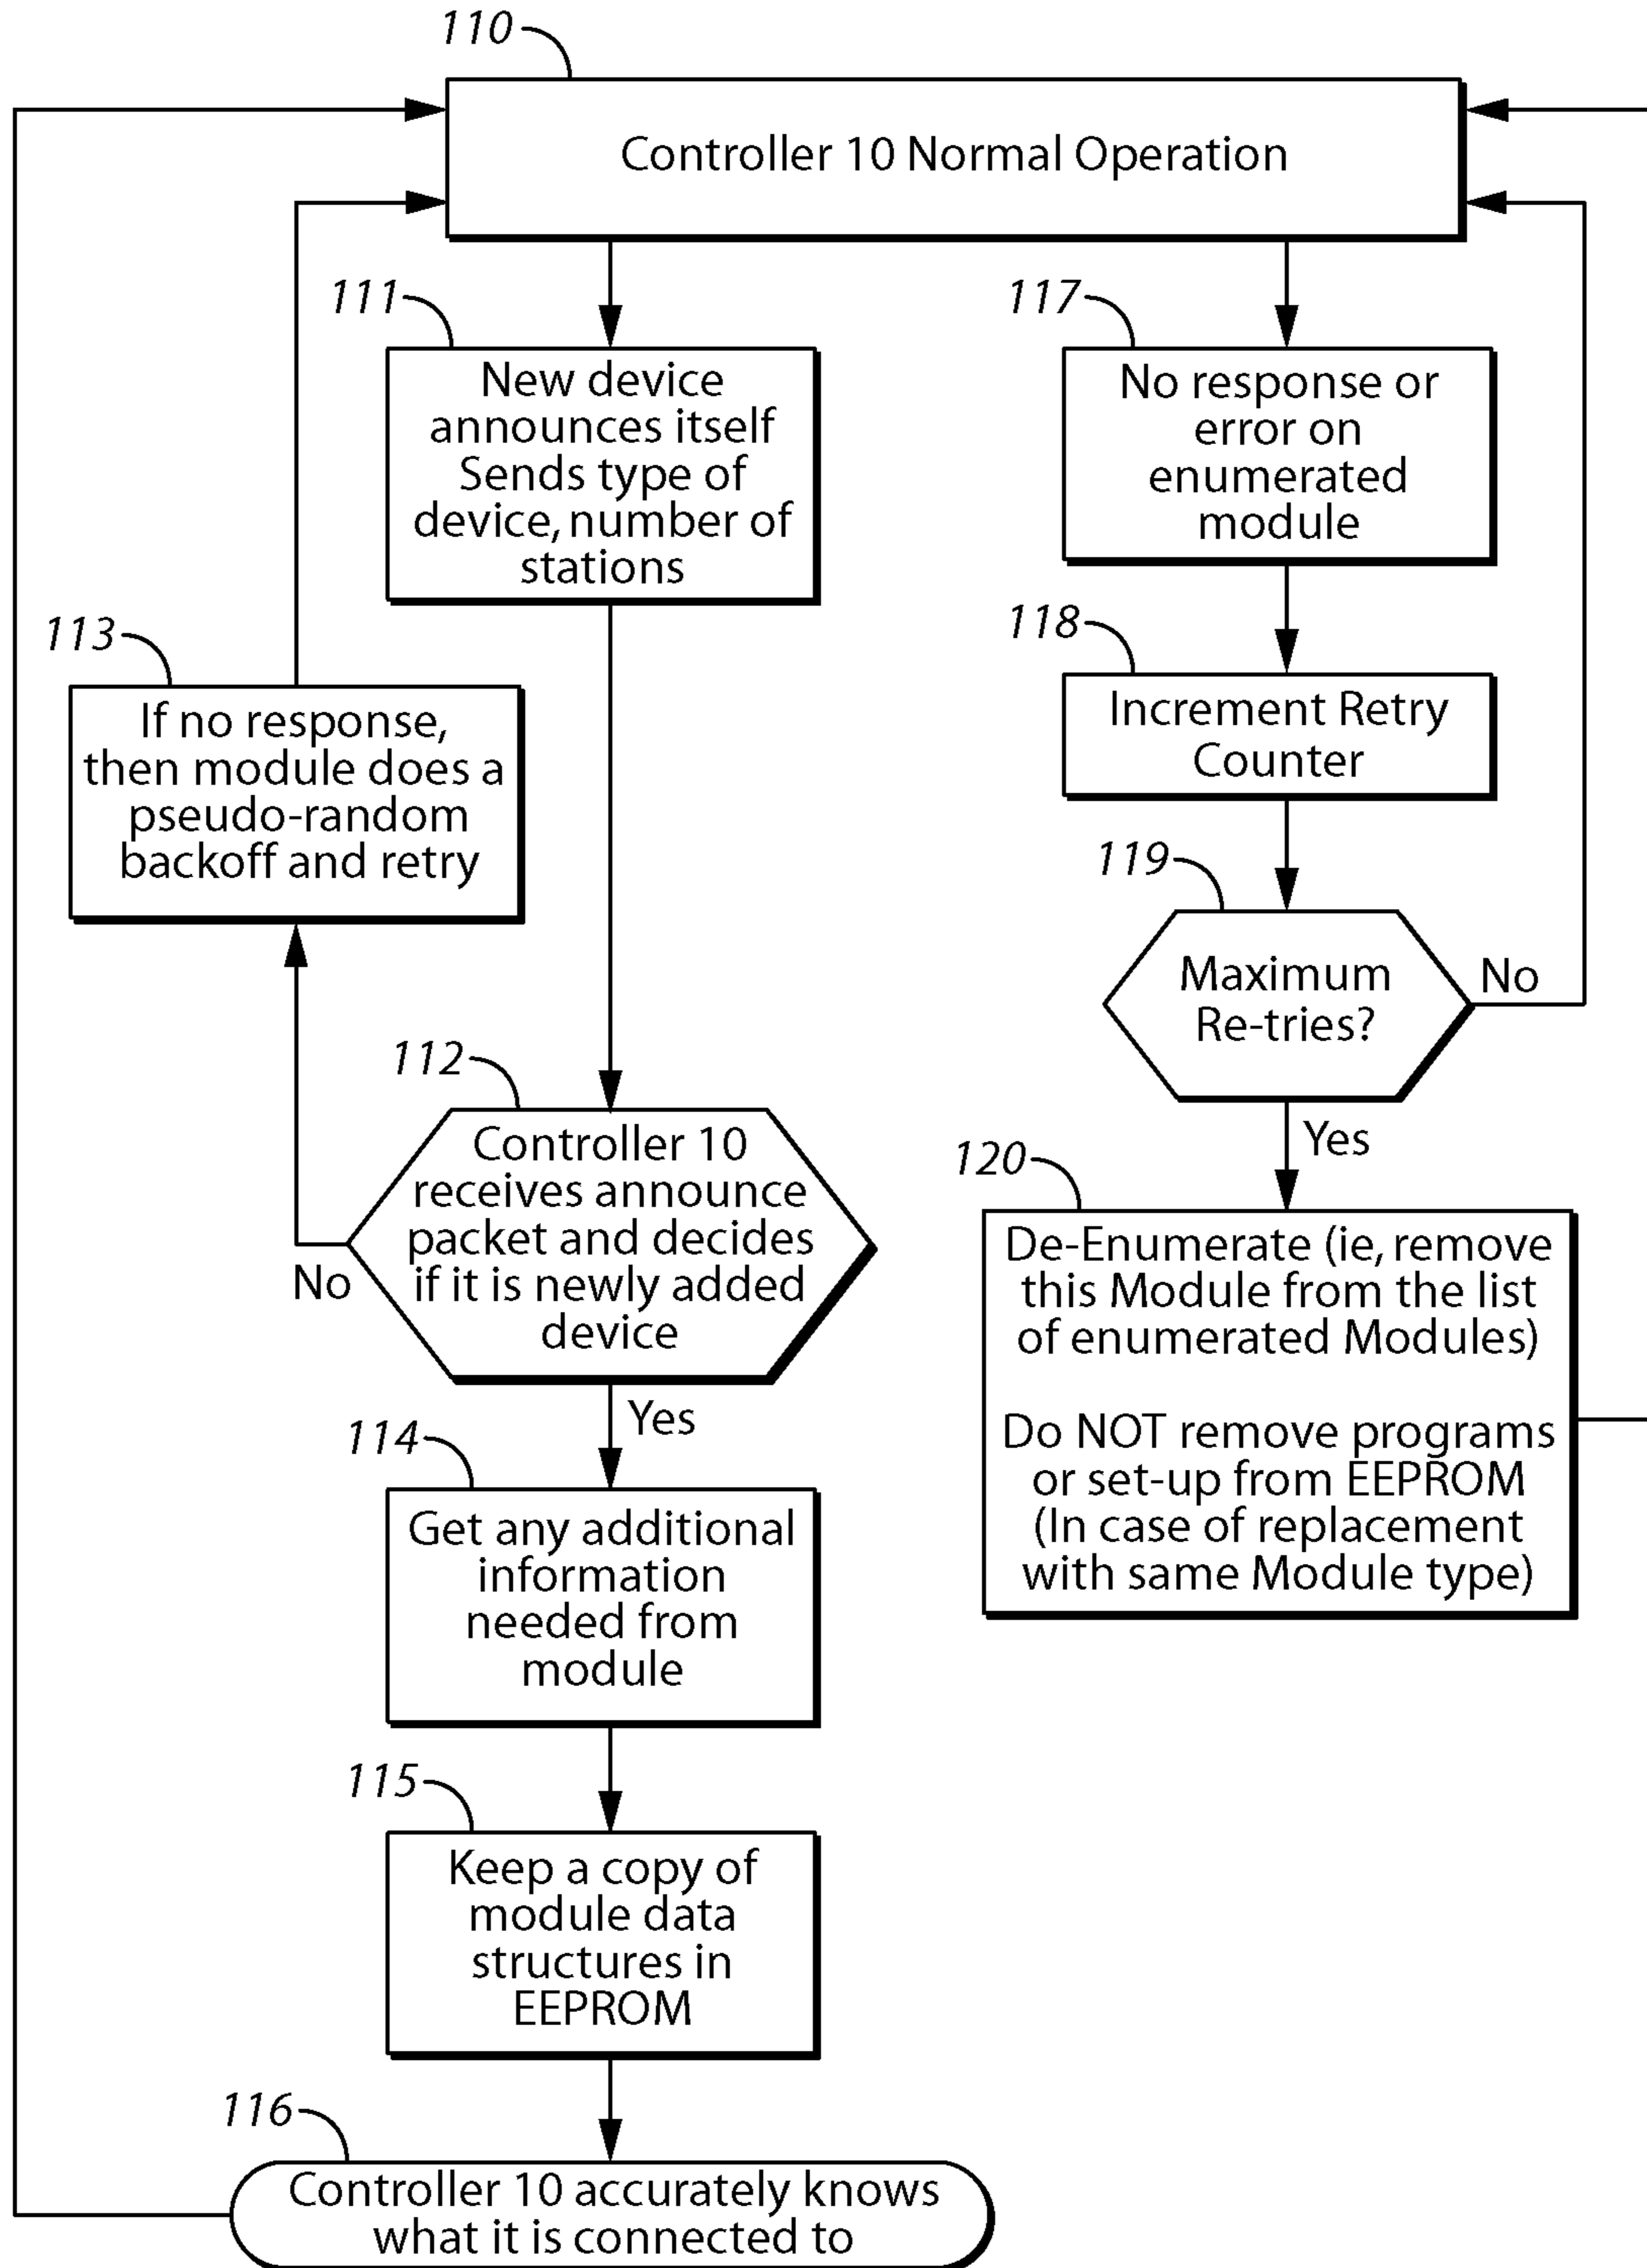 110
Controller 10 Normal Operation
111
New device
announces itself
Sends type of
device, number of
stations
117
No response or
error on
enumerated
module
113
If no response,
then module does a
pseudo-random
backoff and retry
118
Increment Retry
Counter
119
Maximum
Re-tries?
No
Yes
112
Controller 10
receives announce
packet and decides
if it is newly added
device
No
Yes
120
De-Enumerate (ie, remove
this Module from the list
of enumerated Modules)
Do NOT remove programs
or set-up from EEPROM
(In case of replacement
with same Module type)
114
Get any additional
information
needed from
module
115
Keep a copy of
module data
structures in
EEPROM
116
Controller 10 accurately knows
what it is connected to